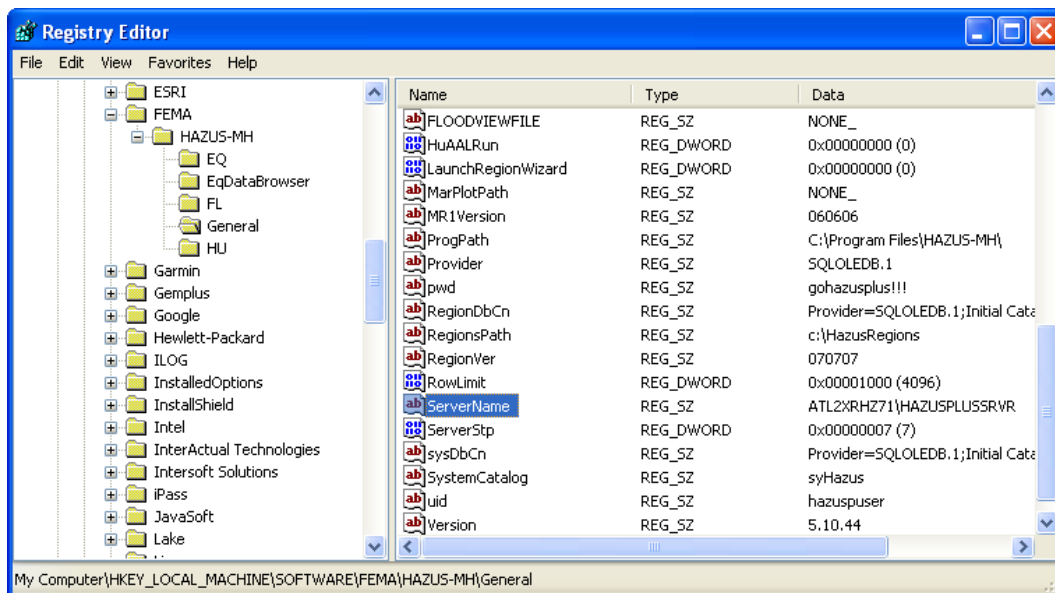 Registry Editor
File Edit View Favorites Help
ESRI
FEMA
HAZUS-MH
EQ
EqDataBrowser
FL
General
HU
Garmin
Gemplus
Google
Hewlett-Packard
ILOG
InstalledOptions
InstallShield
Intel
InterActual Technologies
Intersoft Solutions
iPass
JavaSoft
Lake
Name Type Data
FLOODVIEWFILE REG_SZ NONE_
HuAALRun REG_DWORD 0x00000000 (0)
LaunchRegionWizard REG_DWORD 0x00000000 (0)
MarPlotPath REG_SZ NONE_
MR1Version REG_SZ 060606
ProgPath REG_SZ C:\Program Files\HAZUS-MH\
Provider REG_SZ SQLOLEDB.1
pwd REG_SZ gohazusplus!!!
RegionDbCn REG_SZ Provider=SQLOLEDB.1;Initial Cata
RegionsPath REG_SZ c:\HazusRegions
RegionVer REG_SZ 070707
RowLimit REG_DWORD 0x00001000 (4096)
ServerName REG_SZ ATL2XRHZ71\HAZUSPLUSSRVR
ServerStp REG_DWORD 0x00000007 (7)
sysDbCn REG_SZ Provider=SQLOLEDB.1;Initial Cata
SystemCatalog REG_SZ syHazus
uid REG_SZ hazuspuser
Version REG_SZ 5.10.44
My Computer\HKEY_LOCAL_MACHINE\SOFTWARE\FEMA\HAZUS-MH\General